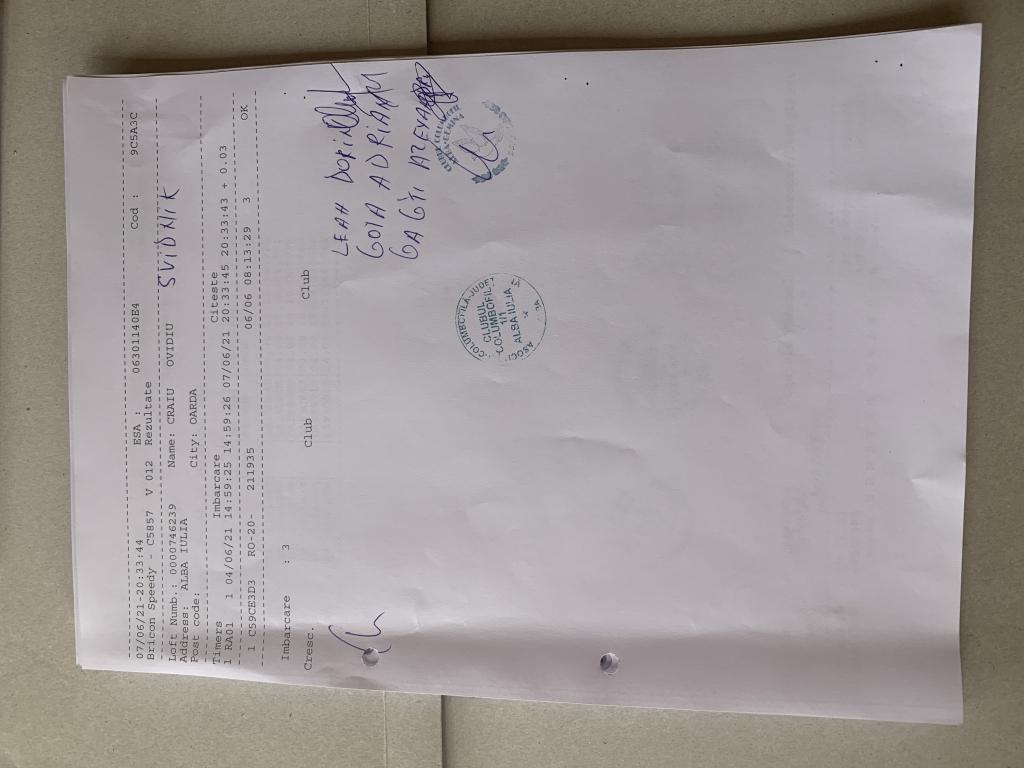 07/06/21-20:33:44 ESA : 06301140E4 Cod : 9C5A3C
Bricon Speedy C5857 V 012 Rezultate
Loft Numb.: 0000746239 Name: CRAIU OVIDIU SVIDNIK
Address: ALBA IULIA
Post code: City: OARDA
Timers Imbarcare Citeste
1 RA01 1 04/06/21 14:59:25 14:59:26 07/06/21 20:33:45 20:33:43 + 0.03
1 C59CE3D3 RO-20- 211935 06/06 08:13:29 3 OK
Imbarcare : 3
Cresc. Club Club
LEAH DORIN
GOIA ADRIAN
CLUBUL
COLUMBOFIL
ALBA IULIA